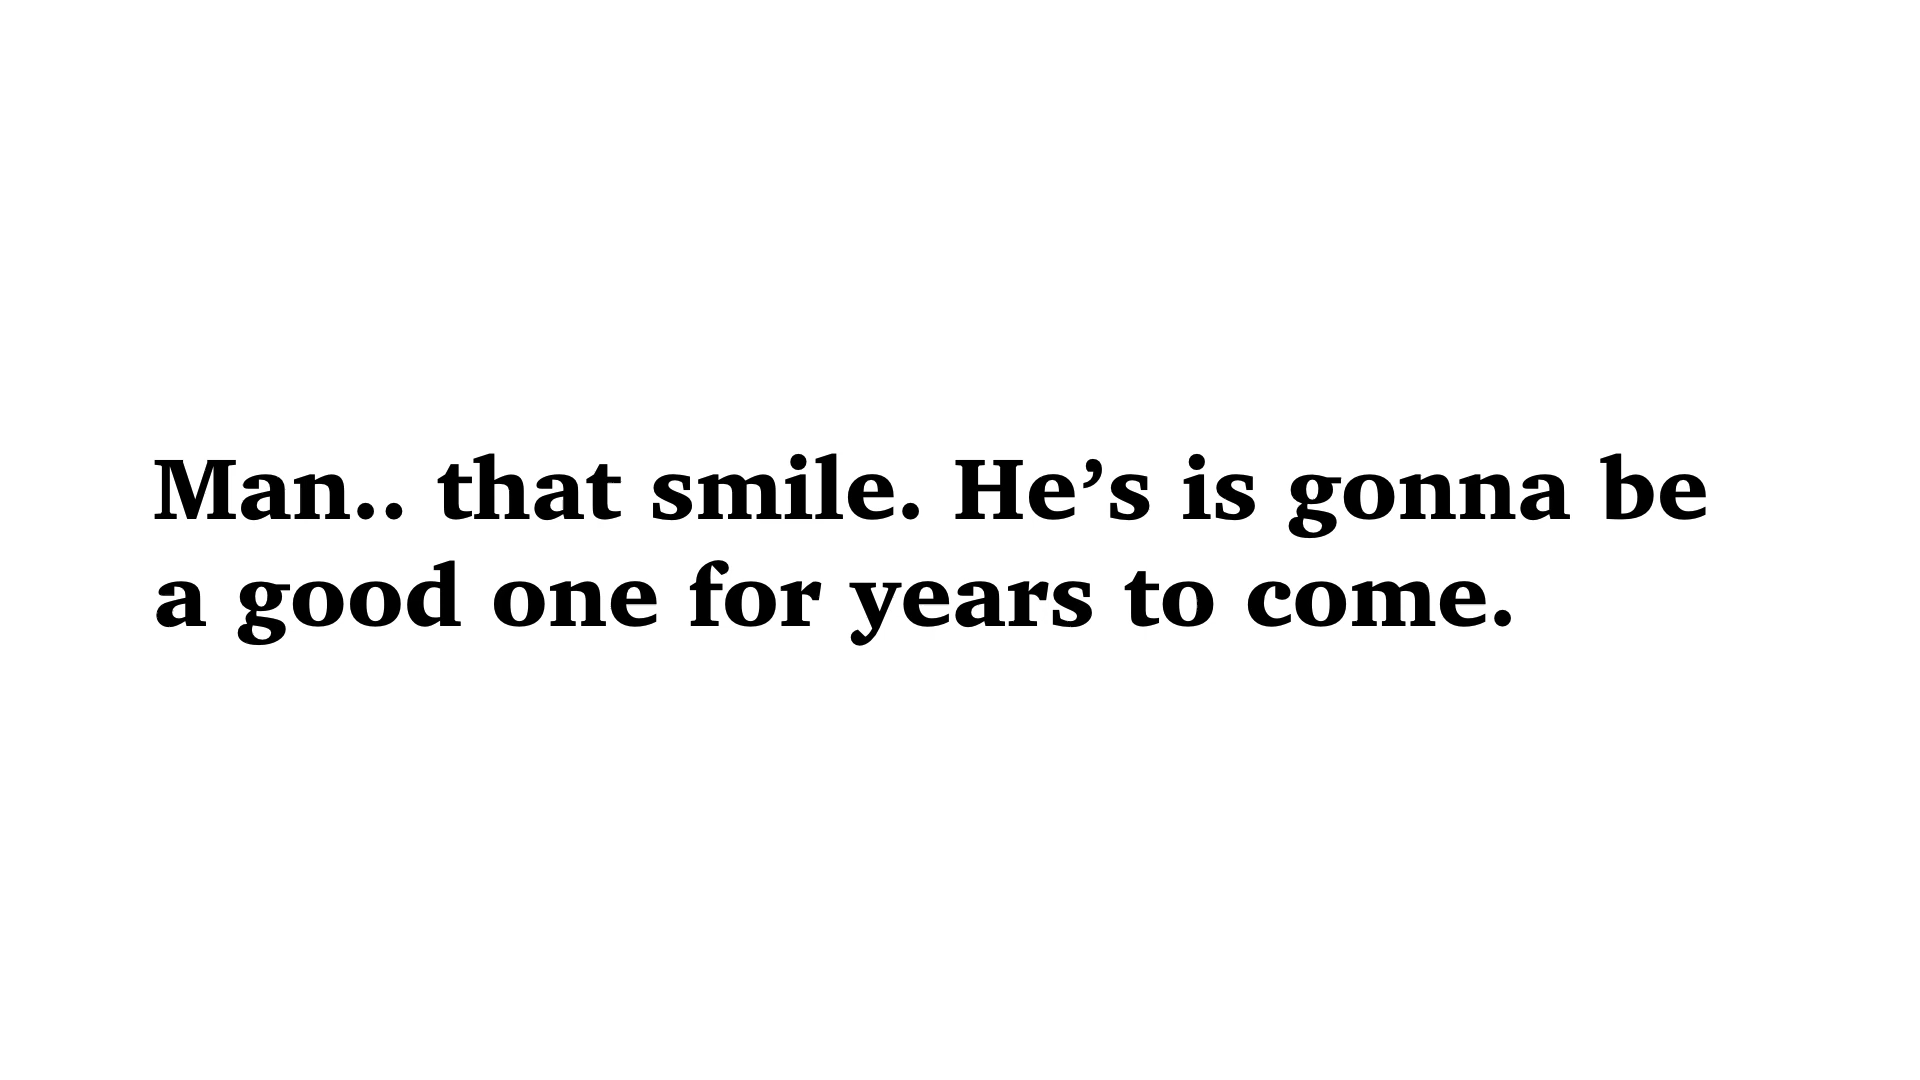 Man.. that smile. He’s is gonna be
a good one for years to come.